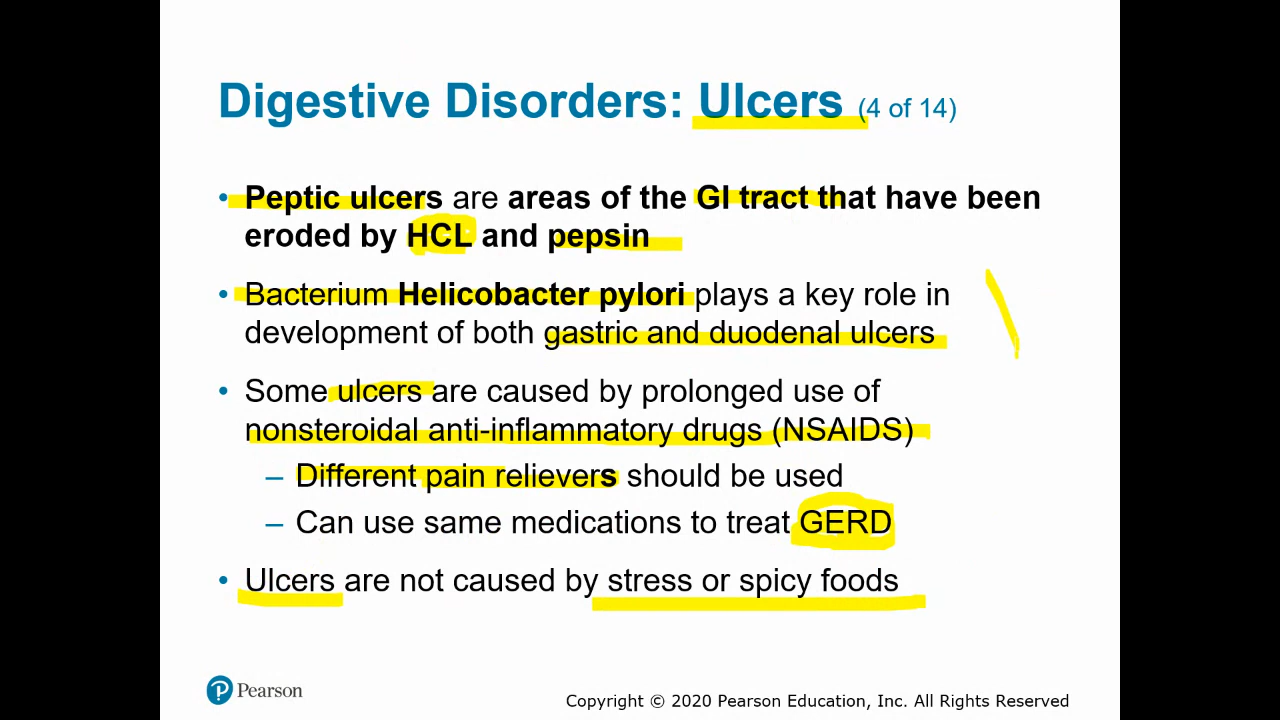 Digestive Disorders: Ulcers (4 of 14)
• Peptic ulcers are areas of the GI tract that have been
eroded by HCL and pepsin
• Bacterium Helicobacter pylori plays a key role in
development of both gastric and duodenal ulcers
• Some ulcers are caused by prolonged use of
nonsteroidal anti-inflammatory drugs (NSAIDS)
– Different pain relievers should be used
– Can use same medications to treat GERD
• Ulcers are not caused by stress or spicy foods
Pearson
Copyright © 2020 Pearson Education, Inc. All Rights Reserved